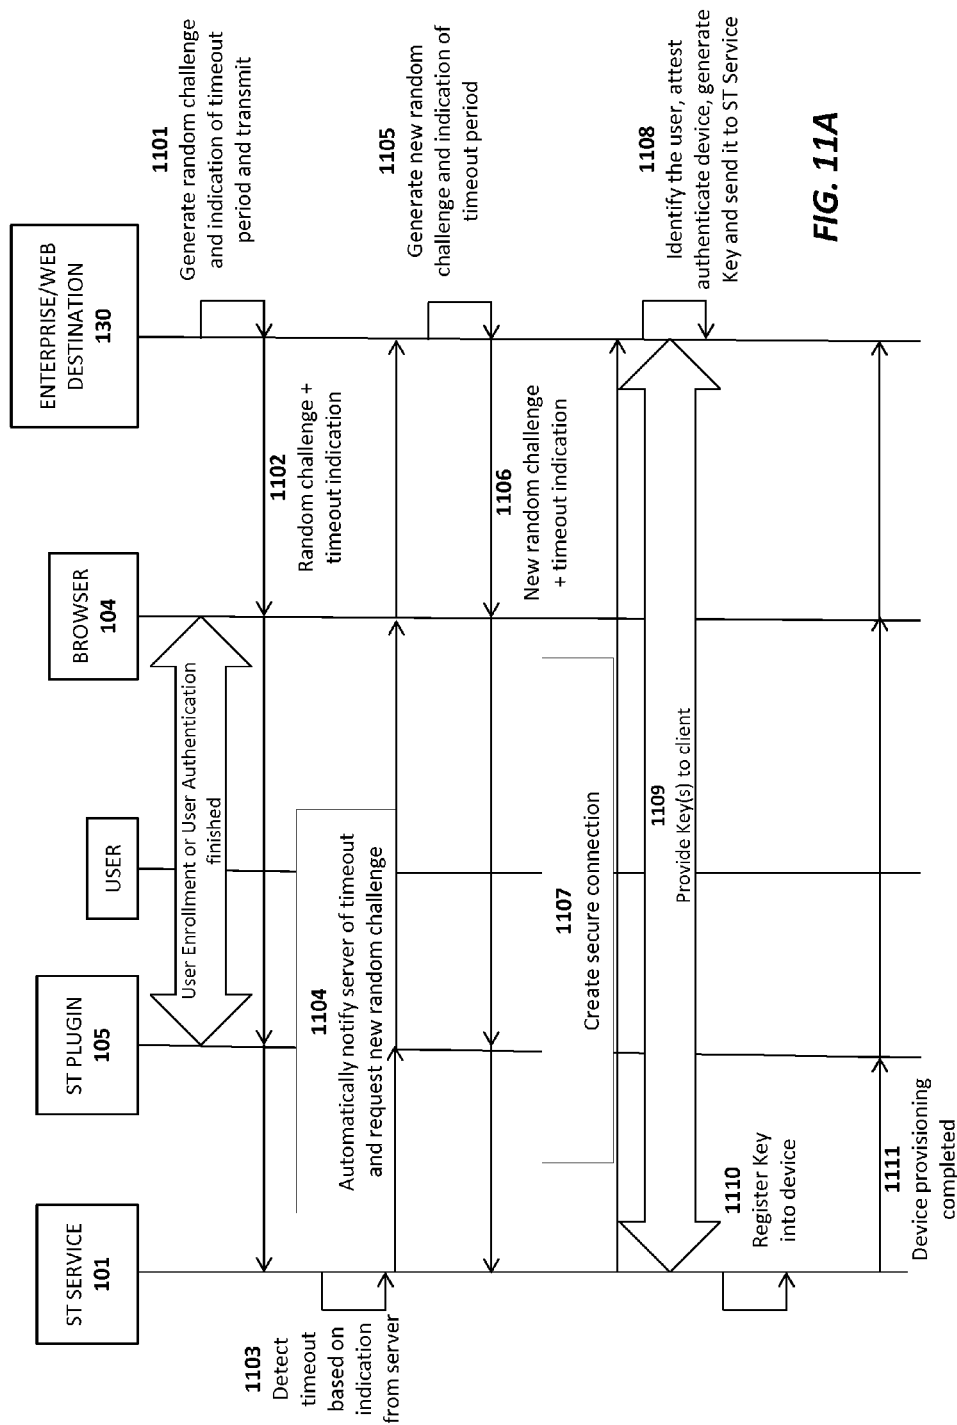 ST SERVICE
101
ST PLUGIN
105
USER
BROWSER
104
ENTERPRISE/WEB
DESTINATION
130
User Enrollment or User Authentication
finished
1101
Generate random challenge
and indication of timeout
period and transmit
1102
Random challenge +
timeout indication
1103
Detect
timeout
based on
indication
from server
1104
Automatically notify server of timeout
and request new random challenge
1105
Generate new random
challenge and indication of
timeout period
1106
New random challenge
+ timeout indication
1107
Create secure connection
1108
Identify the user, attest
authenticate device, generate
Key and send it to ST Service
1109
Provide Key(s) to client
1110
Register Key
into device
1111
Device provisioning
completed
FIG. 11A